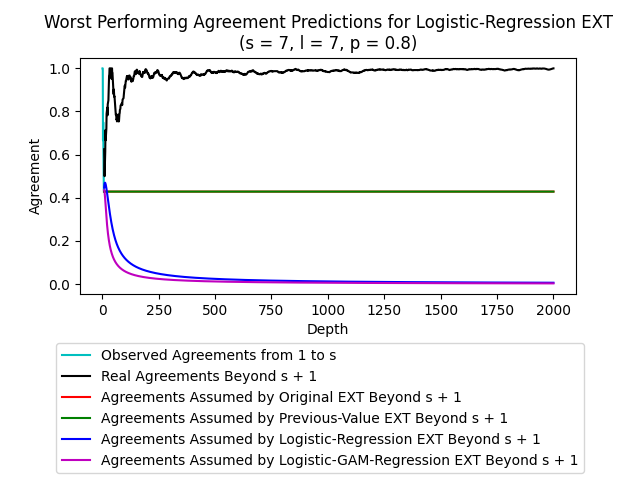 Worst Performing Agreement Predictions for Logistic-Regression EXT
(s = 7, l = 7, p = 0.8)
1.0
0.8
0.6
0.4
0.2
0.0
Agreement
0 250 500 750 1000 1250 1500 1750 2000
Depth
Observed Agreements from 1 to s
Real Agreements Beyond s + 1
Agreements Assumed by Original EXT Beyond s + 1
Agreements Assumed by Previous-Value EXT Beyond s + 1
Agreements Assumed by Logistic-Regression EXT Beyond s + 1
Agreements Assumed by Logistic-GAM-Regression EXT Beyond s + 1